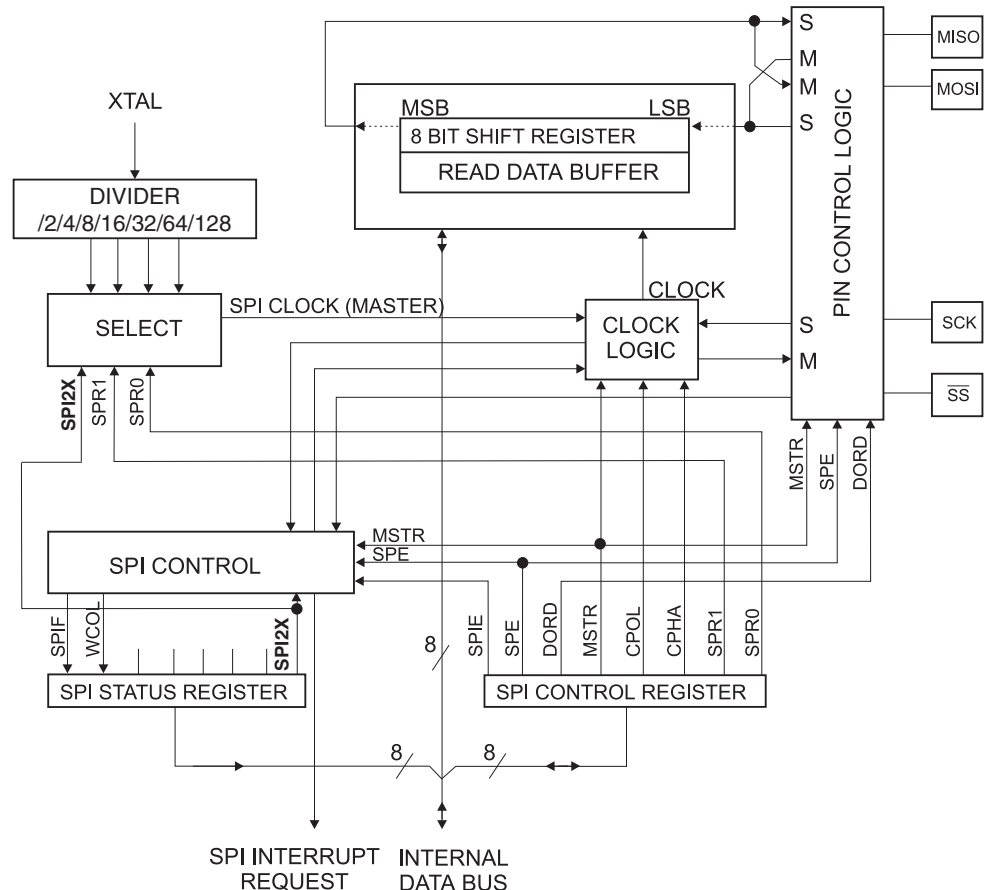 S
MISO
M
M
MOSI
S
XTAL
MSB
LSB
8 BIT SHIFT REGISTER
READ DATA BUFFER
PIN CONTROL LOGIC
DIVIDER
/2/4/8/16/32/64/128
SPI CLOCK (MASTER)
CLOCK
SELECT
CLOCK
LOGIC
S
SCK
M
SPI2X
SPR1
SPR0
SS
MSTR
SPE
DORD
MSTR
SPE
SPI CONTROL
SPIF
WCOL
SPI2X
8
SPIE
SPE
DORD
MSTR
CPOL
CPHA
SPR1
SPR0
SPI STATUS REGISTER
SPI CONTROL REGISTER
8
8
SPI INTERRUPT
REQUEST
INTERNAL
DATA BUS